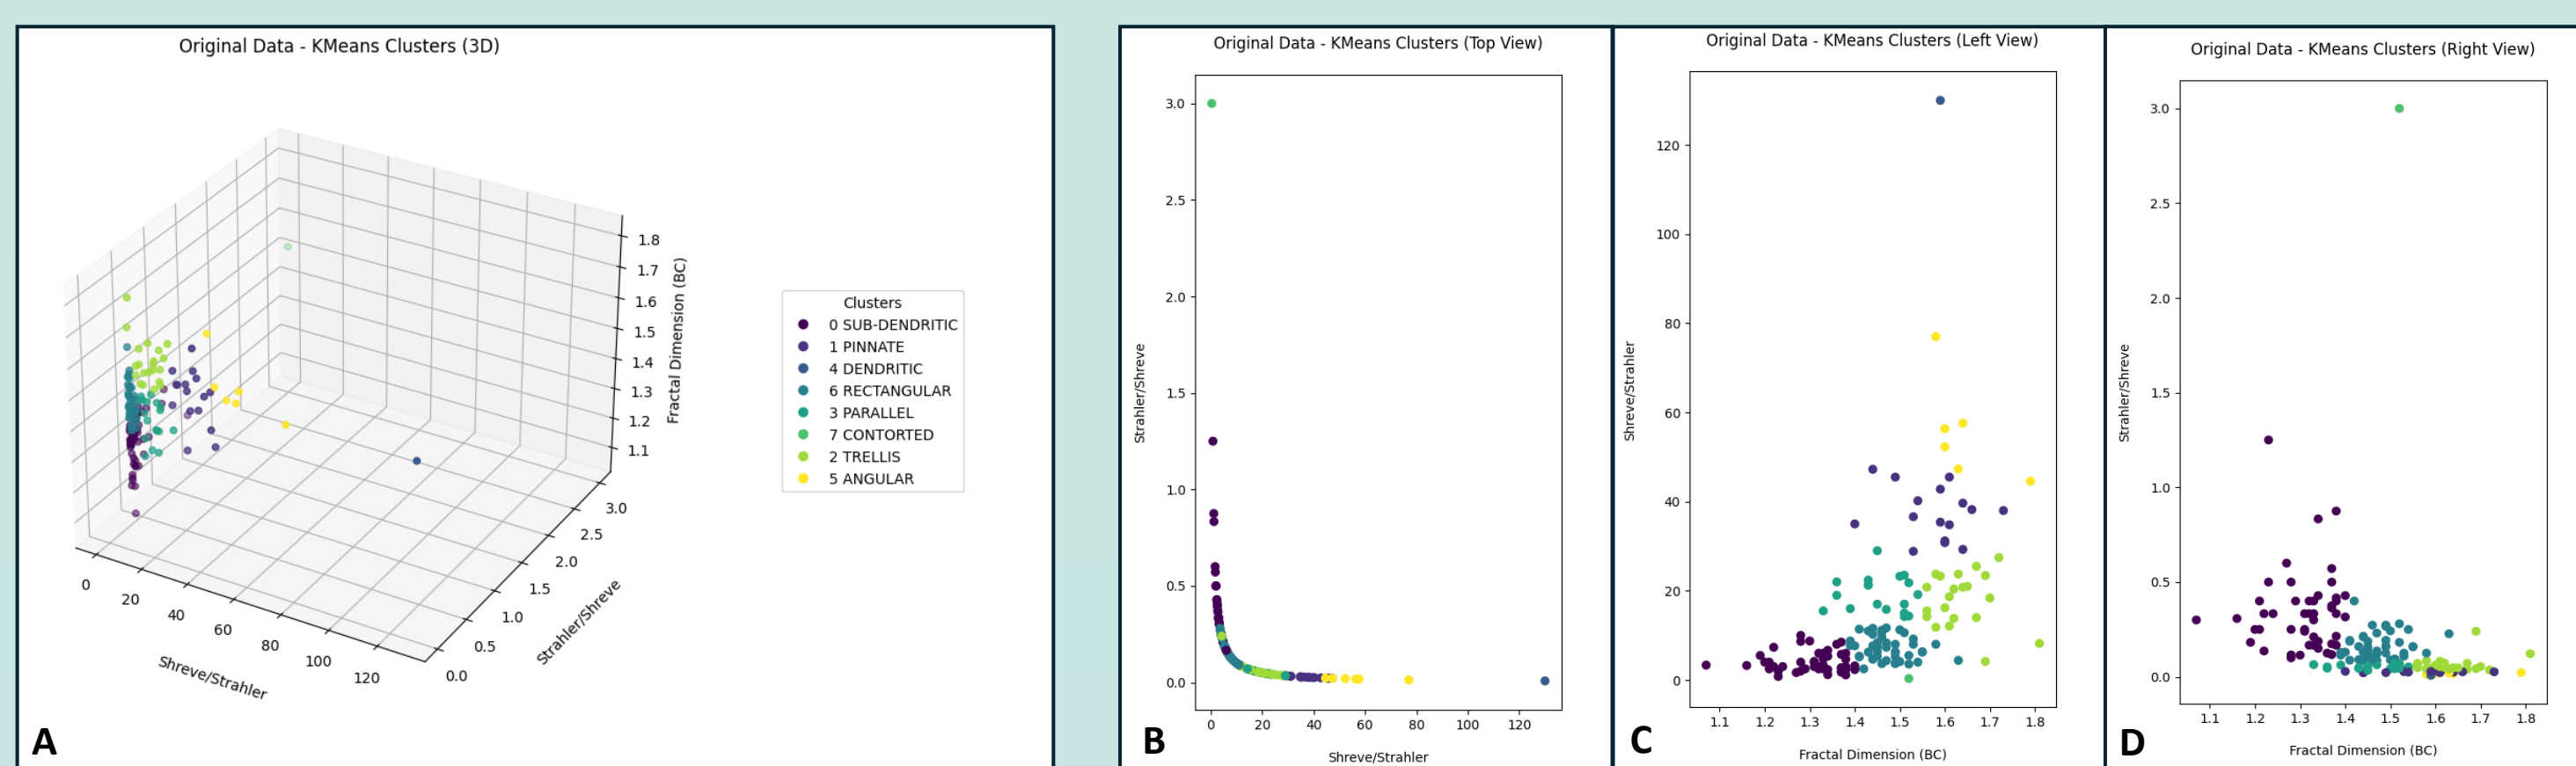 Original Data - KMeans Clusters (3D)
1.8
1.7
1.6
1.5
1.4
1.3
1.2
1.1
Fractal Dimension (BC)
3.0
2.5
2.0
1.5
1.0
0.5
0.0
Strahler/Shreve
0
20
40
60
80
100
120
Shreve/Strahler
Clusters
0 SUB-DENDRITIC
1 PINNATE
4 DENDRITIC
6 RECTANGULAR
3 PARALLEL
7 CONTORTED
2 TRELLIS
5 ANGULAR
A
Original Data - KMeans Clusters (Top View)
3.0
2.5
2.0
1.5
1.0
0.5
0.0
Strahler/Shreve
0 20 40 60 80 100 120
Shreve/Strahler
B
Original Data - KMeans Clusters (Left View)
120
100
80
60
40
20
0
Shreve/Strahler
1.1 1.2 1.3 1.4 1.5 1.6 1.7 1.8
Fractal Dimension (BC)
C
Original Data - KMeans Clusters (Right View)
3.0
2.5
2.0
1.5
1.0
0.5
0.0
Strahler/Shreve
1.1 1.2 1.3 1.4 1.5 1.6 1.7 1.8
Fractal Dimension (BC)
D